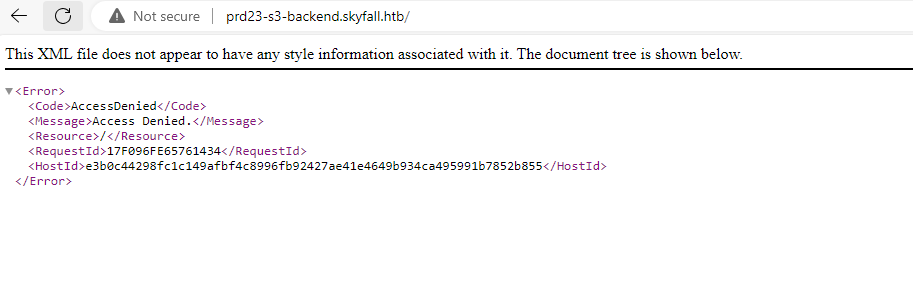 Not secure | prd23-s3-backend.skyfall.htb/
This XML file does not appear to have any style information associated with it. The document tree is shown below.
▼<Error>
<Code>AccessDenied</Code>
<Message>Access Denied.</Message>
<Resource>/</Resource>
<RequestId>17F096FE65761434</RequestId>
<HostId>e3b0c44298fc1c149afbf4c8996fb92427ae41e4649b934ca495991b7852b855</HostId>
</Error>